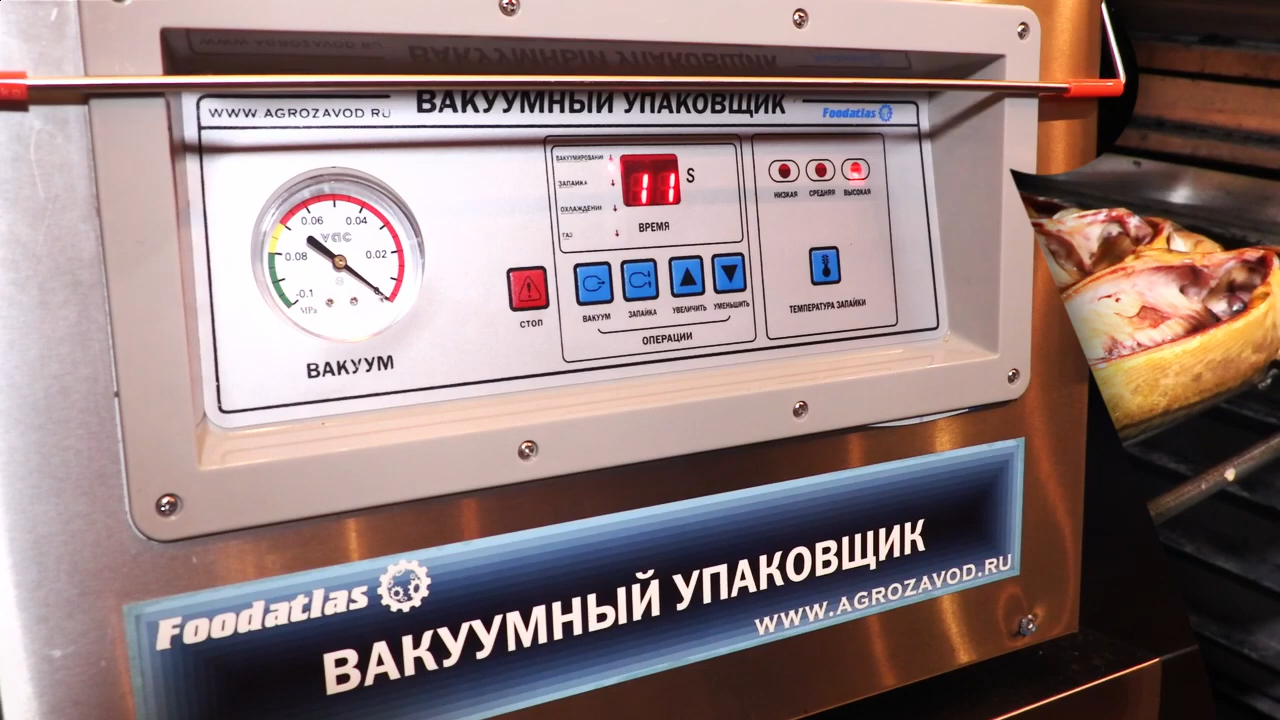 WWW.AGROZAVOD.RU
ВАКУУМНЫЙ УПАКОВЩИК
Foodatlas
0.06
0.04
vac
0.08
0.02
-0.1
MPa
ВАКУУМ
ЗАПАЙКА
ОХЛАЖДЕНИЕ
ГАЗ
11 S
ВРЕМЯ
НИЗКАЯ
СРЕДНЯЯ
ВЫСОКАЯ
СТОП
ВАКУУМ
ЗАПАЙКА
УВЕЛИЧИТЬ
УМЕНЬШИТЬ
ОПЕРАЦИИ
ТЕМПЕРАТУРА ЗАПАЙКИ
Foodatlas
ВАКУУМНЫЙ УПАКОВЩИК
WWW.AGROZAVOD.RU